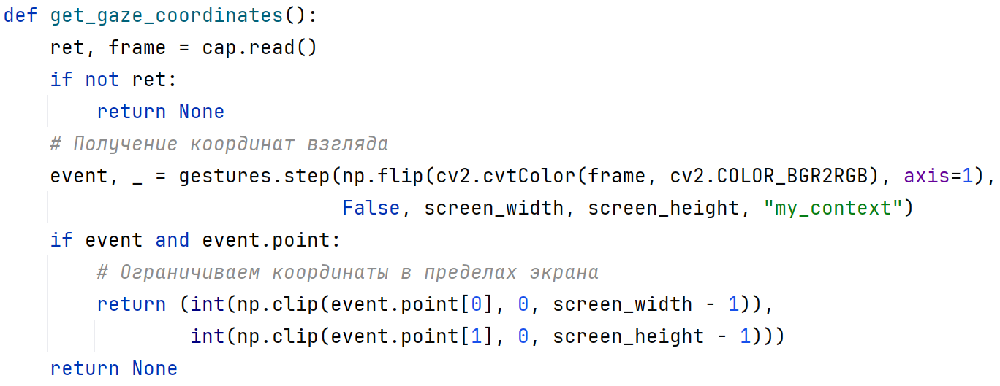 def get_gaze_coordinates():
    ret, frame = cap.read()
    if not ret:
        return None
    # Получение координат взгляда
    event, _ = gestures.step(np.flip(cv2.cvtColor(frame, cv2.COLOR_BGR2RGB), axis=1),
                             False, screen_width, screen_height, "my_context")
    if event and event.point:
        # Ограничиваем координаты в пределах экрана
        return (int(np.clip(event.point[0], 0, screen_width - 1)),
                int(np.clip(event.point[1], 0, screen_height - 1)))
    return None